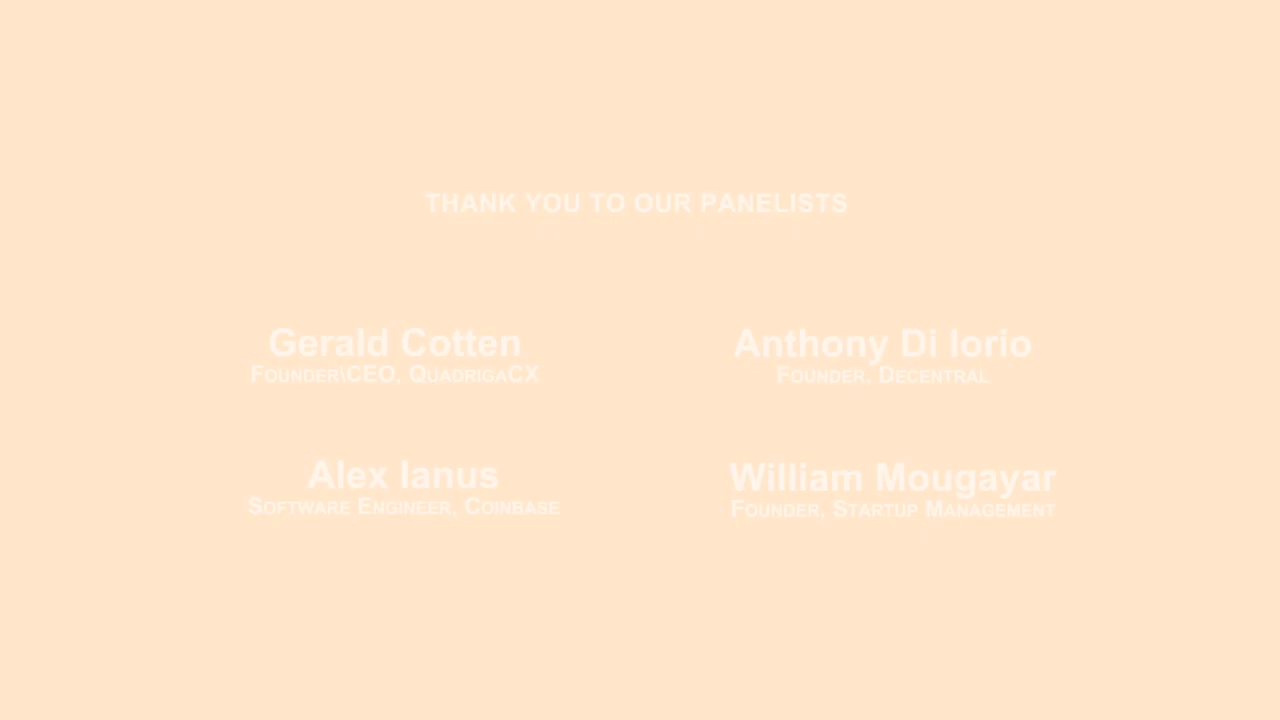 THANK YOU TO OUR PANELISTS
Gerald Cotten
Founder\CEO, QuadrigaCX
Anthony Di Iorio
Founder, Decentral
Alex Ianus
Software Engineer, Coinbase
William Mougayar
Founder, Startup Management